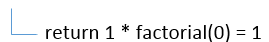 return 1 * factorial(0) = 1